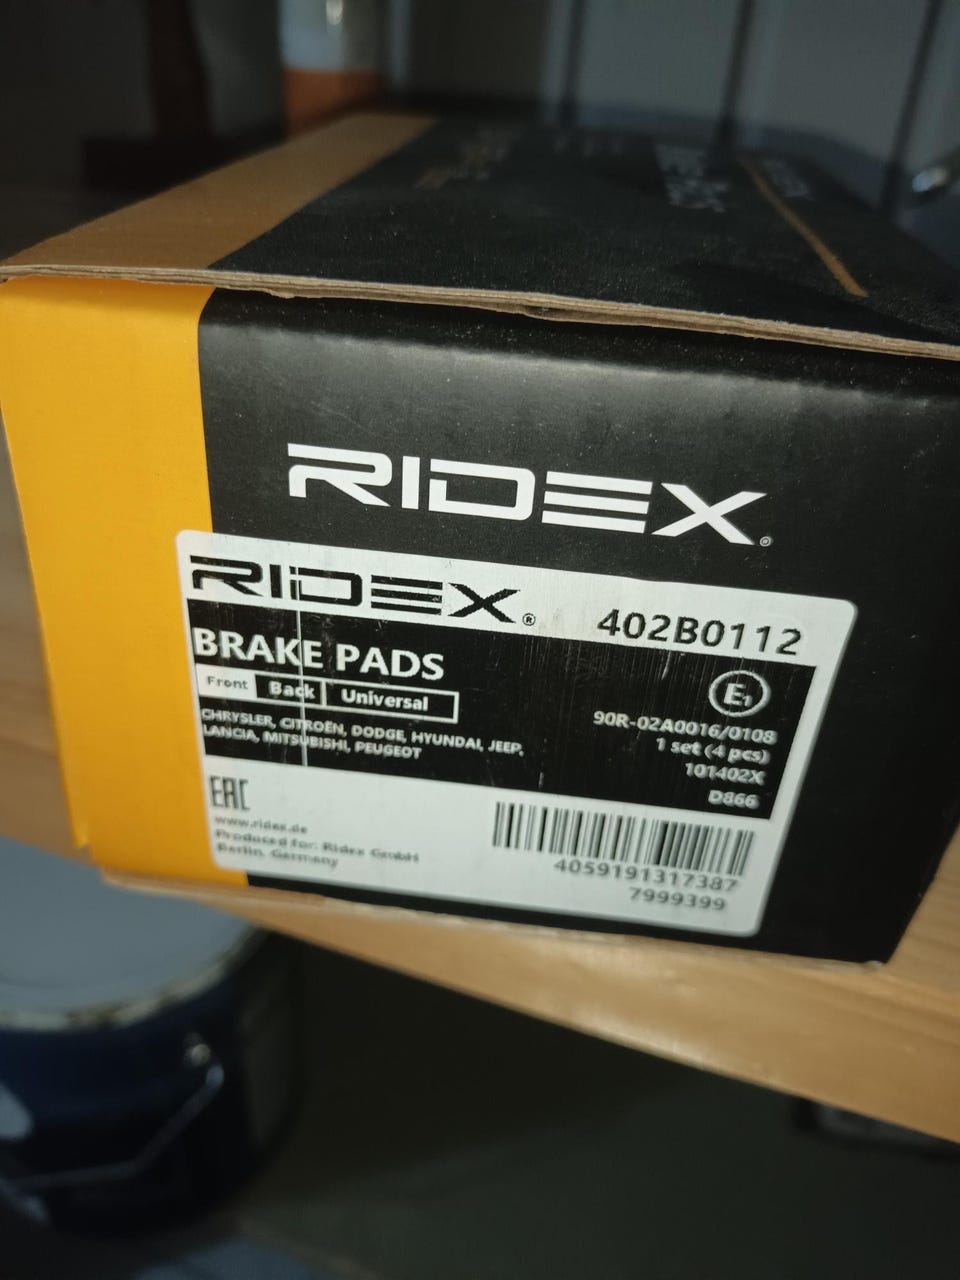 RIDEX®
RIDEX® 402B0112
BRAKE PADS
Front Back Universal
E1
CHRYSLER, CITROËN, DODGE, HYUNDAI, JEEP,
LANCIA, MITSUBISHI, PEUGEOT
90R-02A0016/0108
1 set (4 pcs)
101402X
D866
EAC
www.ridex.de
Produced for: Ridex GmbH
Berlin, Germany
4059191317387
7999399